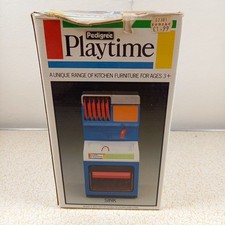 Pedigree
Playtime
A UNIQUE RANGE OF KITCHEN FURNITURE FOR AGES 3+